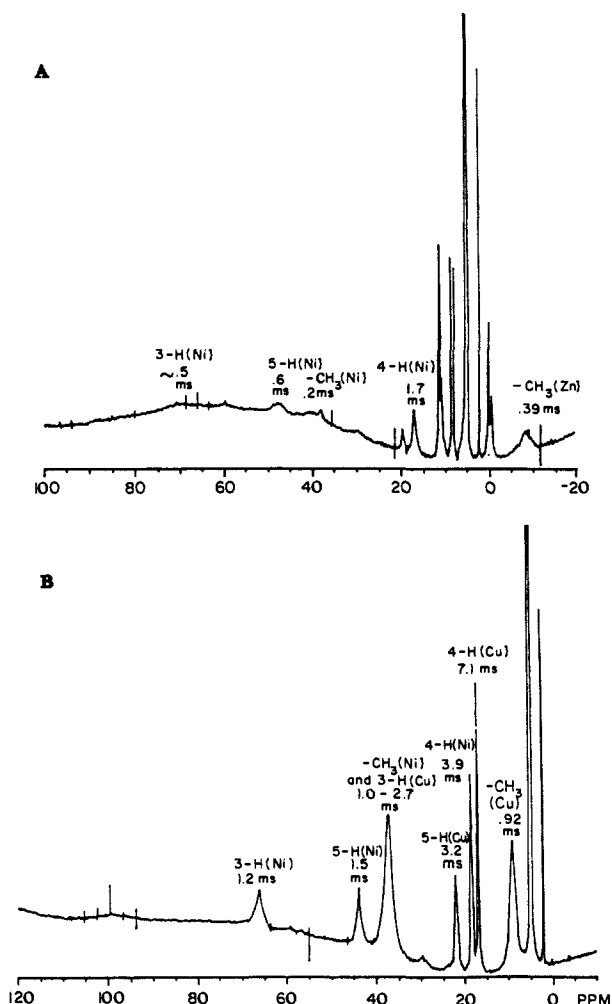 A
3-H(Ni)
~.5
ms
5-H(Ni)
.6
ms
-CH₃(Ni)
.2ms
4-H(Ni)
1.7
ms
-CH₃(Zn)
.39ms
100 80 60 40 20 0 -20
B
3-H(Ni)
1.2 ms
5-H(Ni)
1.5
ms
-CH₃(Ni)
and 3-H(Cu)
1.0-2.7
ms
4-H(Cu)
7.1 ms
4-H(Ni)
3.9
ms
5-H(Cu)
3.2
ms
-CH₃
(Cu)
.92
ms
120 100 80 60 40 20 0 PPM